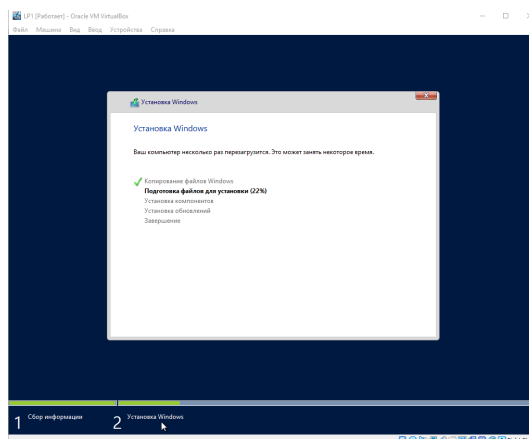 LP1 [Работает] - Oracle VM VirtualBox
Файл Машина Вид Ввод Устройства Справка
Установка Windows
Установка Windows
Ваш компьютер несколько раз перезагрузится. Это может занять некоторое время.
Копирование файлов Windows
Подготовка файлов для установки (22%)
Установка компонентов
Установка обновлений
Завершение
1 Сбор информации 2 Установка Windows